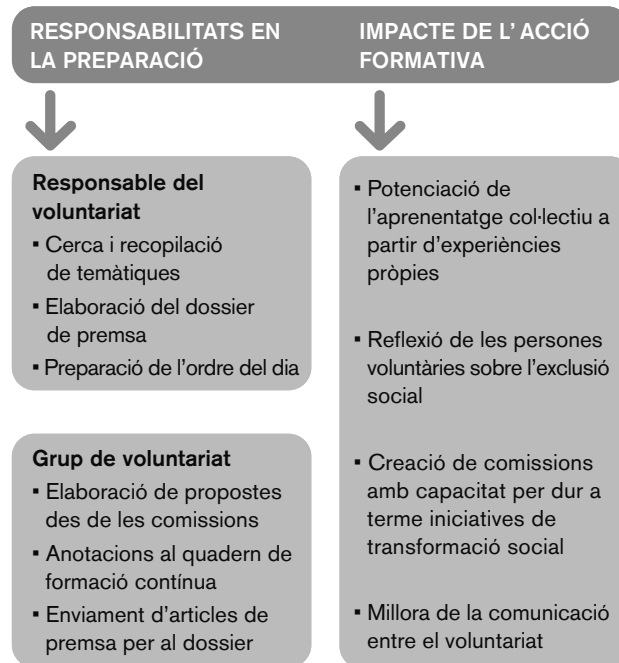 RESPONSABILITATS EN
LA PREPARACIÓ
IMPACTE DE L' ACCIÓ
FORMATIVA
Responsable del
voluntariat
▪ Cerca i recopilació
de temàtiques
▪ Elaboració del dossier
de premsa
▪ Preparació de l'ordre del dia
Grup de voluntariat
▪ Elaboració de propostes
des de les comissions
▪ Anotacions al quadern de
formació contínua
▪ Enviament d'articles de
premsa per al dossier
▪ Potenciació de
l'aprenentatge col·lectiu a
partir d'experiències
pròpies
▪ Reflexió de les persones
voluntàries sobre l'exclusió
social
▪ Creació de comissions
amb capacitat per dur a
terme iniciatives de
transformació social
▪ Millora de la comunicació
entre el voluntariat